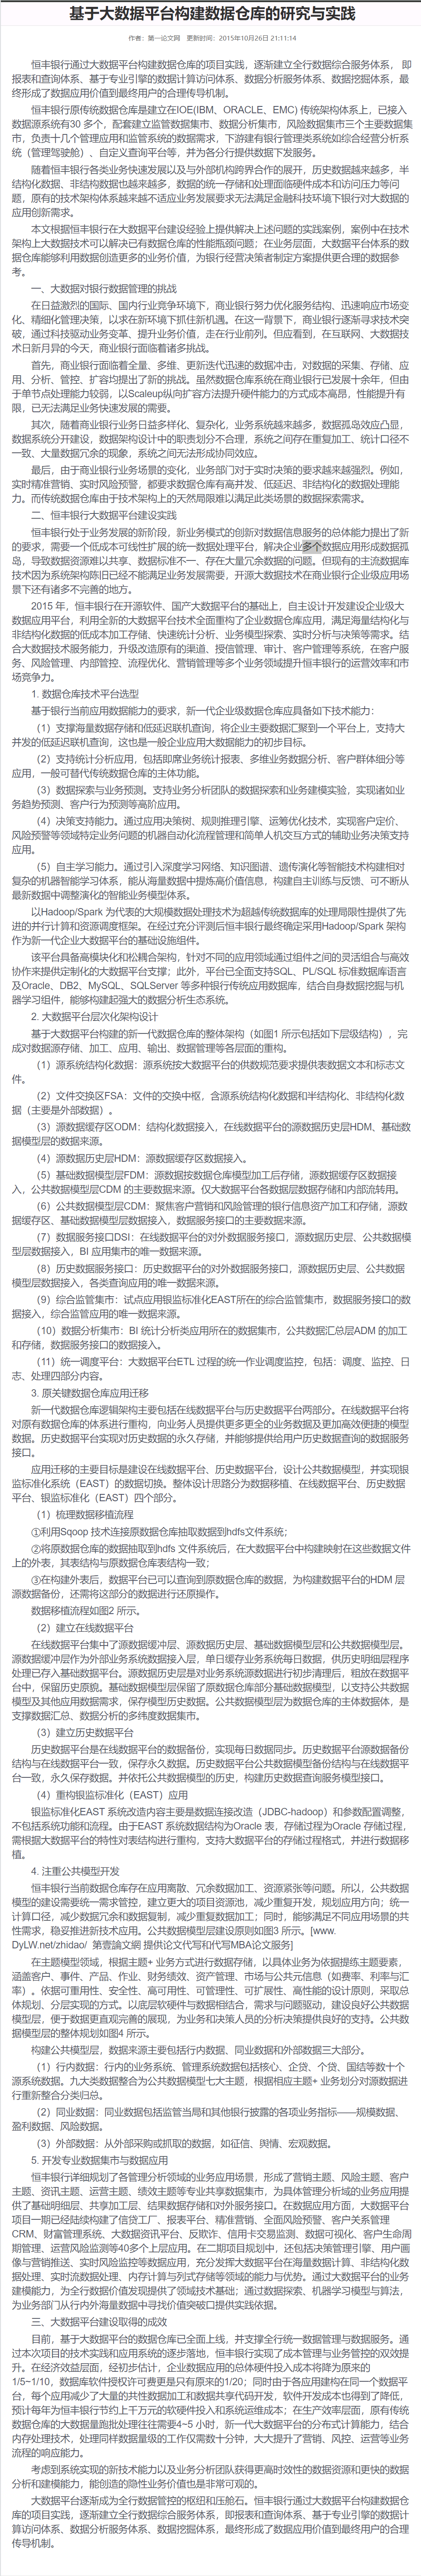 基于大数据平台构建数据仓库的研究与实践
作者：第一论文网 更新时间：2015年10月26日 21:11:14
恒丰银行通过大数据平台构建数据仓库的项目实践，逐渐建立全行数据综合服务体系， 即
报表和查询体系、基于专业引擎的数据计算访问体系、数据分析服务体系、数据挖掘体系，最
终形成了数据应用价值到最终用户的合理传导机制。
恒丰银行原传统数据仓库是建立在IOE(IBM、ORACLE、EMC) 传统架构体系上，已接入
数据源系统有30 多个，配套建立监管数据集市、数据分析集市，风险数据集市三个主要数据集
市，负责十几个管理应用和监管系统的数据需求，下游建有银行管理类系统如综合经营分析系
统（管理驾驶舱）、自定义查询平台等，并为各分行提供数据下发服务。
随着恒丰银行各类业务快速发展以及与外部机构跨界合作的展开，历史数据越来越多，半
结构化数据、非结构数据也越来越多，数据的统一存储和处理面临硬件成本和访问压力等问
题，原有的技术架构体系越来越不适应业务发展要求无法满足金融科技环境下银行对大数据的
应用创新需求。
本文根据恒丰银行在大数据平台建设经验上提供解决上述问题的实践案例，案例中在技术
架构上大数据技术可以解决已有数据仓库的性能瓶颈问题；在业务层面，大数据平台体系的数
据仓库能够利用数据创造更多的业务价值，为银行经营决策者制定方案提供更合理的数据参
考。
一、大数据对银行数据管理的挑战
在日益激烈的国际、国内行业竞争环境下，商业银行努力优化服务结构、迅速响应市场变
化、精细化管理决策，以求在新环境下抓住新机遇。在这一背景下，商业银行逐渐寻求技术突
破，通过科技驱动业务变革、提升业务价值，走在行业前列。但应看到，在互联网、大数据技
术日新月异的今天，商业银行面临着诸多挑战。
首先，商业银行面临着全量、多维、更新迭代迅速的数据冲击，对数据的采集、存储、应
用、分析、管控、扩容均提出了新的挑战。虽然数据仓库系统在商业银行已发展十余年，但由
于单节点处理能力较弱，以Scaleup纵向扩容方法提升硬件能力的方式成本高昂，性能提升有
限，已无法满足业务快速发展的需要。
其次，随着商业银行业务日益多样化、复杂化，业务系统越来越多，数据孤岛效应凸显，
数据系统分开建设，数据架构设计中的职责划分不合理，系统之间存在重复加工、统计口径不
一致、大量数据冗余的现象，系统之间无法形成协同效应。
最后，由于商业银行业务场景的变化，业务部门对于实时决策的要求越来越强烈。例如，
实时精准营销、实时风险预警，都要求数据仓库有高并发、低延迟、非结构化的数据处理能
力。而传统数据仓库由于技术架构上的天然局限难以满足此类场景的数据探索需求。
二、恒丰银行大数据平台建设实践
恒丰银行处于业务发展的新阶段，新业务模式的创新对数据信息服务的总体能力提出了新
的要求，需要一个低成本可线性扩展的统一数据处理平台，解决企业多个数据应用形成数据孤
岛，导致数据资源难以共享、数据标准不一、存在大量冗余数据的问题。但现有的主流数据库
技术因为系统架构陈旧已经不能满足业务发展需要，开源大数据技术在商业银行企业级应用场
景下还有诸多不完善的地方。
2015 年，恒丰银行在开源软件、国产大数据平台的基础上，自主设计开发建设企业级大
数据应用平台，利用全新的大数据技术全面重构了企业数据仓库应用，满足海量结构化与
非结构化数据的低成本加工存储、快速统计分析、业务模型探索、实时分析与决策等需求。结
合大数据技术服务能力，升级改造原有的渠道、授信管理、审计、客户管理等系统，在客户服
务、风险管理、内部管控、流程优化、营销管理等多个业务领域提升恒丰银行的运营效率和市
场竞争力。
1. 数据仓库技术平台选型
基于银行当前应用数据能力的要求，新一代企业级数据仓库应具备如下技术能力：
（1）支撑海量数据存储和低延迟联机查询，将企业主要数据汇聚到一个平台上，支持大
并发的低延迟联机查询，这也是一般企业应用大数据能力的初步目标。
（2）支持统计分析应用，包括即席业务统计报表、多维业务数据分析、客户群体细分等
应用，一般可替代传统数据仓库的主体功能。
（3）数据探索与业务预测。支持业务分析团队的数据探索和业务建模实验，实现诸如业
务趋势预测、客户行为预测等高阶应用。
（4）决策支持能力。通过应用决策树、规则推理引擎、运筹优化技术，实现客户定价、
风险预警等领域特定业务问题的机器自动化流程管理和简单人机交互方式的辅助业务决策支持
应用。
（5）自主学习能力。通过引入深度学习网络、知识图谱、遗传演化等智能技术构建相对
复杂的机器智能学习体系，能从海量数据中提炼高价值信息，构建自主训练与反馈、可不断从
最新数据中调整演化的智能业务模型体系。
以Hadoop/Spark 为代表的大规模数据处理技术为超越传统数据库的处理局限性提供了先
进的并行计算和资源调度框架。在经过充分评测后恒丰银行最终确定采用Hadoop/Spark 架构
作为新一代企业大数据平台的基础设施组件。
该平台具备高模块化和松耦合架构，针对不同的应用领域通过组件之间的灵活组合与高效
协作来提供定制化的大数据平台支撑；此外，平台已全面支持SQL、PL/SQL 标准数据库语言
及Oracle、DB2、MySQL、SQLServer 等多种银行传统应用数据库，结合自身数据挖掘与机
器学习组件，能够构建起强大的数据分析生态系统。
2. 大数据平台层次化架构设计
基于大数据平台构建的新一代数据仓库的整体架构（如图1 所示包括如下层级结构），完
成对数据源存储、加工、应用、输出、数据管理等各层面的重构。
（1）源系统结构化数据：源系统按大数据平台的供数规范要求提供表数据文本和标志文
件。
（2）文件交换区FSA：文件的交换中枢，含源系统结构化数据和半结构化、非结构化数
据（主要是外部数据）。
（3）源数据缓存区ODM：结构化数据接入，在线数据平台的源数据历史层HDM、基础数
据模型层的数据来源。
（4）源数据历史层HDM：源数据缓存区数据接入。
（5）基础数据模型层FDM：源数据按数据仓库模型加工后存储，源数据缓存区数据接
入，公共数据模型层CDM 的主要数据来源。仅大数据平台各数据层数据存储和内部流转用。
（6）公共数据模型层CDM：聚焦客户营销和风险管理的银行信息资产加工和存储，源数
据缓存区、基础数据模型层数据接入，数据服务接口的主要数据来源。
（7）数据服务接口DSI：在线数据平台的对外数据服务接口，源数据历史层、公共数据模
型层数据接入，BI 应用集市的唯一数据来源。
（8）历史数据服务接口：历史数据平台的对外数据服务接口，源数据历史层、公共数据
模型层数据接入，各类查询应用的唯一数据来源。
（9）综合监管集市：试点应用银监标准化EAST所在的综合监管集市，数据服务接口的数
据接入，综合监管应用的唯一数据来源。
（10）数据分析集市：BI 统计分析类应用所在的数据集市，公共数据汇总层ADM 的加工
和存储，数据服务接口的数据接入。
（11）统一调度平台：大数据平台ETL 过程的统一作业调度监控，包括：调度、监控、日
志、处理四部分内容。
3. 原关键数据仓库应用迁移
新一代数据仓库逻辑架构主要包括在线数据平台与历史数据平台两部分。在线数据平台将
对原有数据仓库的体系进行重构，向业务人员提供更多更全的业务数据及更加高效便捷的模型
数据。历史数据平台实现对历史数据的永久存储，并能够提供给用户历史数据查询的数据服务
接口。
应用迁移的主要目标是建设在线数据平台、历史数据平台，设计公共数据模型，并实现银
监标准化系统（EAST）的数据切换。整体设计思路分为数据移植、在线数据平台、历史数据
平台、银监标准化（EAST）四个部分。
（1）梳理数据移植流程
①利用Sqoop 技术连接原数据仓库抽取数据到hdfs文件系统；
②将原数据仓库的数据抽取到hdfs 文件系统后，在大数据平台中构建映射在这些数据文件
上的外表，其表结构与原数据仓库表结构一致；
③在构建外表后，数据平台已可以查询到原数据仓库的数据，为构建数据平台的HDM 层
源数据备份，还需将这部分的数据进行还原操作。
数据移植流程如图2 所示。
（2）建立在线数据平台
在线数据平台集中了源数据缓冲层、源数据历史层、基础数据模型层和公共数据模型层。
源数据缓冲层作为外部业务系统数据接入层，单日缓存业务系统每日数据，供历史明细层程序
处理已存入基础数据平台。源数据历史层是对业务系统源数据进行初步清理后，粗放在数据平
台中，保留历史原貌。基础数据模型层保留了原数据仓库部分基础数据模型，以支持公共数据
模型及其他应用数据需求，保存模型历史数据。公共数据模型层为数据仓库的主体数据体，是
支撑数据汇总、数据分析的多纬度数据集市。
（3）建立历史数据平台
历史数据平台是在线数据平台的数据备份，实现每日数据同步。历史数据平台源数据备份
结构与在线数据平台一致，保存永久数据。历史数据平台公共数据模型备份结构与在线数据平
台一致，永久保存数据。并依托公共数据模型的历史，构建历史数据查询服务模型接口。
（4）重构银监标准化（EAST）应用
银监标准化EAST 系统改造内容主要是数据连接改造（JDBC-hadoop）和参数配置调整，
不包括系统功能和流程。由于EAST 系统数据结构为Oracle 表，存储过程为Oracle 存储过程，
需根据大数据平台的特性对表结构进行重构，支持大数据平台的存储过程格式，并进行数据移
植。
4. 注重公共模型开发
恒丰银行当前数据仓库存在应用离散、冗余数据加工、资源紧张等问题。所以，公共数据
模型的建设需要统一需求管控，建立更大的项目资源池，减少重复开发，规划应用方向；统一
计算口径，减少数据冗余和数据复制，减少重复数据加工；同时，能够满足不同应用场景的共
性需求，稳妥推进新技术应用。公共数据模型层建设原则如图3 所示。[www.
DyLW.net/zhidao/ 第壹論文網 提供论文代写和代写MBA论文服务]
在主题模型领域，根据主题+ 业务方式进行数据存储，以具体业务为依据提练主题要素，
涵盖客户、事件、产品、作业、财务绩效、资产管理、市场与公共元信息（如费率、利率与汇
率）。依据可重用性、安全性、高可用性、可管理性、可扩展性、高性能的设计原则，采取总
体规划、分层实现的方式。以底层软硬件与数据相结合，需求与问题驱动，建设良好公共数据
模型层，便于数据更直观完善的展现，为业务和决策人员的分析决策提供良好的支持。公共数
据模型层的整体规划如图4 所示。
构建公共模型层，数据来源主要包括行内数据、同业数据和外部数据三大部分。
（1）行内数据：行内的业务系统、管理系统数据包括核心、企贷、个贷、国结等数十个
源系统数据。九大类数据整合为公共数据模型七大主题，根据相应主题+ 业务划分对源数据进
行重新整合分类归总。
（2）同业数据：同业数据包括监管当局和其他银行披露的各项业务指标——规模数据、
盈利数据、风险数据。
（3）外部数据：从外部采购或抓取的数据，如征信、舆情、宏观数据。
5. 开发专业数据集市与数据应用
恒丰银行详细规划了各管理分析领域的业务应用场景，形成了营销主题、风险主题、客户
主题、资讯主题、运营主题、绩效主题等专业共享数据集市，为具体管理分析域的业务应用提
供了基础明细层、共享加工层、结果数据存储和对外服务接口。在数据应用方面，大数据平台
项目一期已经陆续构建了信贷工厂、报表平台、精准营销、全面风险预警、客户关系管理
CRM、财富管理系统、大数据资讯平台、反欺诈、信用卡交易监测、数据可视化、客户生命周
期管理、运营风险监测等40多个上层应用。在二期项目规划中，还包括决策管理引擎、用户画
像与营销推送、实时风险监控等数据应用，充分发挥大数据平台在海量数据计算、非结构化数
据处理、实时流数据处理、内存计算与列式存储等领域的能力与优势。通过大数据平台的业务
建模能力，为全行数据价值发现提供了领域技术基础；通过数据探索、机器学习模型与算法，
为业务部门从行内外海量数据中寻找价值突破口提供实践依据。
三、大数据平台建设取得的成效
目前，基于大数据平台的数据仓库已全面上线，并支撑全行统一数据管理与数据服务。通
过本次项目的技术实践和应用系统的逐步落地，恒丰银行实现了成本管理与业务管控的双效提
升。在经济效益层面，经初步估计，企业数据应用的总体硬件投入成本将降为原来的
1/5~1/10，数据库软件授权许可费更是只有原来的1/20；同时由于各应用建构在同一个数据平
台，每个应用减少了大量的共性数据加工和数据共享代码开发，软件开发成本也得到了降低，
预计每年为恒丰银行节约上千万元的软硬件投入和系统运维成本；在生产效率层面，原有传统
数据仓库的大数据量跑批处理往往需要4~5 小时，新一代大数据平台的分布式计算能力，结合
内存处理技术，处理同样数据量级的工作仅需数十分钟，大大提升了营销、风控、运营等业务
流程的响应能力。
考虑到系统实现的新技术能力以及业务分析团队获得更高时效性的数据资源和更快的数据
分析和建模能力，能创造的隐性业务价值也是非常可观的。
大数据平台逐渐成为全行数据管控的枢纽和压舱石。恒丰银行通过大数据平台构建数据仓
库的项目实践，逐渐建立全行数据综合服务体系，即报表和查询体系、基于专业引擎的数据计
算访问体系、数据分析服务体系、数据挖掘体系，最终形成了数据应用价值到最终用户的合理
传导机制。